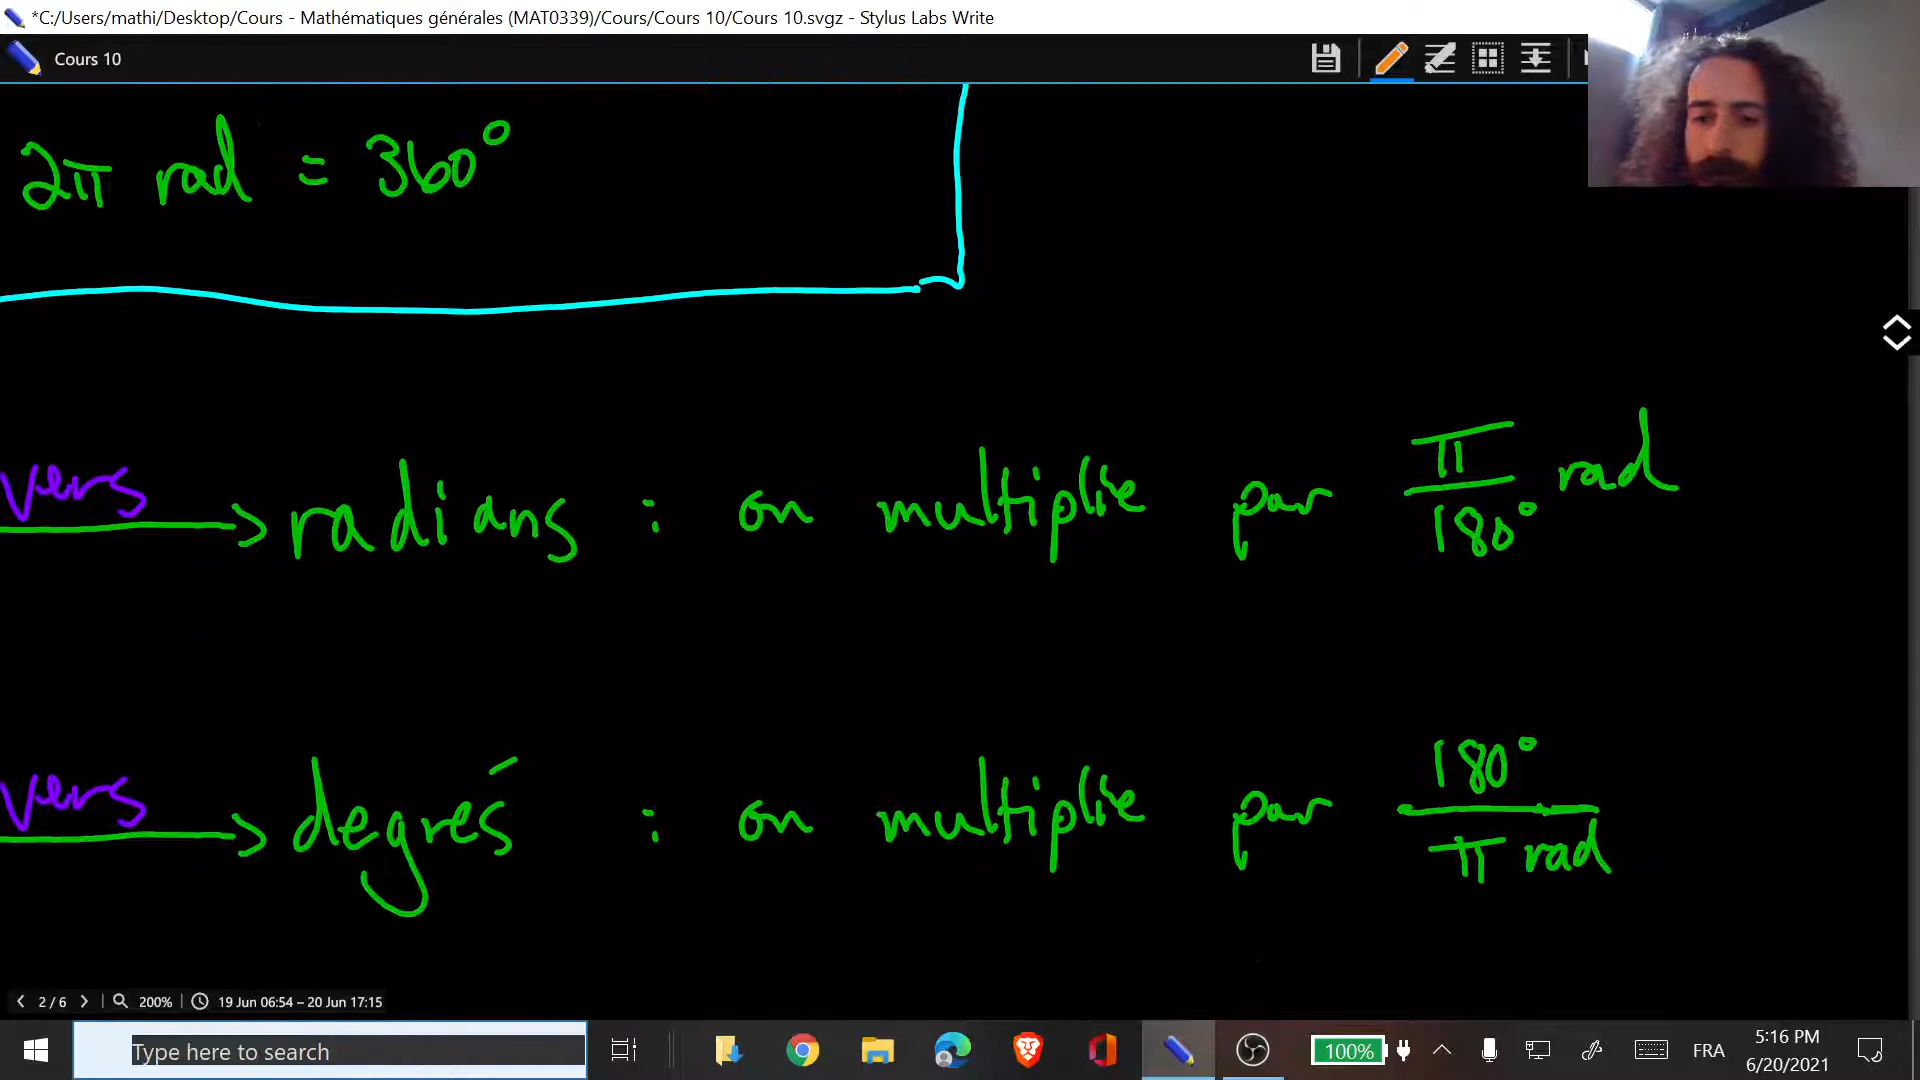 *C:/Users/mathi/Desktop/Cours - Mathématiques générales (MAT0339)/Cours/Cours 10/Cours 10.svgz - Stylus Labs Write
Cours 10
2π rad = 360°
vers radians : on multiplie par π/180° rad
vers degrés : on multiplie par 180°/π rad
2 / 6 200% 19 Jun 06:54 – 20 Jun 17:15
Type here to search 100% FRA 5:16 PM
6/20/2021